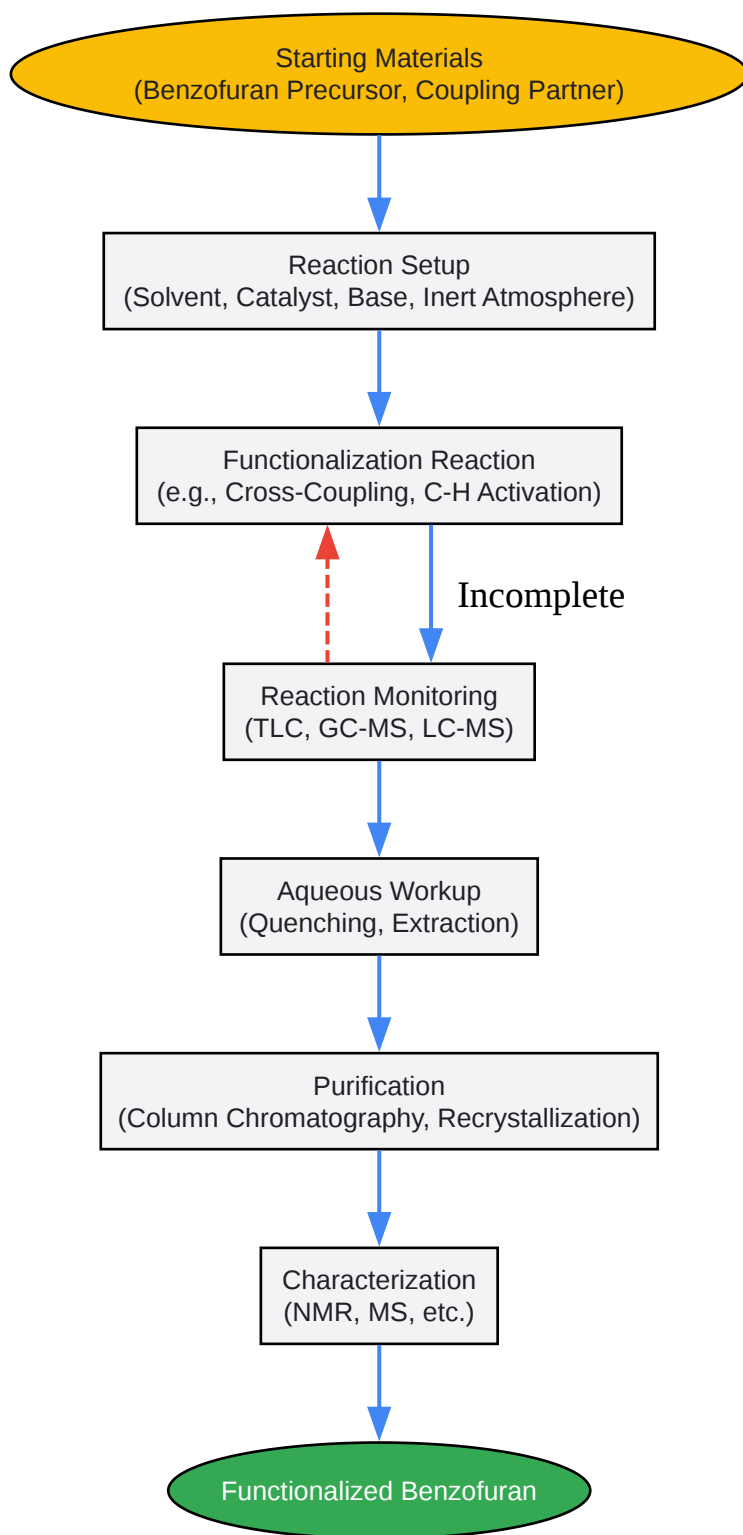 Starting Materials
(Benzofuran Precursor, Coupling Partner)
Reaction Setup
(Solvent, Catalyst, Base, Inert Atmosphere)
Functionalization Reaction
(e.g., Cross-Coupling, C-H Activation)
Incomplete
Reaction Monitoring
(TLC, GC-MS, LC-MS)
Aqueous Workup
(Quenching, Extraction)
Purification
(Column Chromatography, Recrystallization)
Characterization
(NMR, MS, etc.)
Functionalized Benzofuran